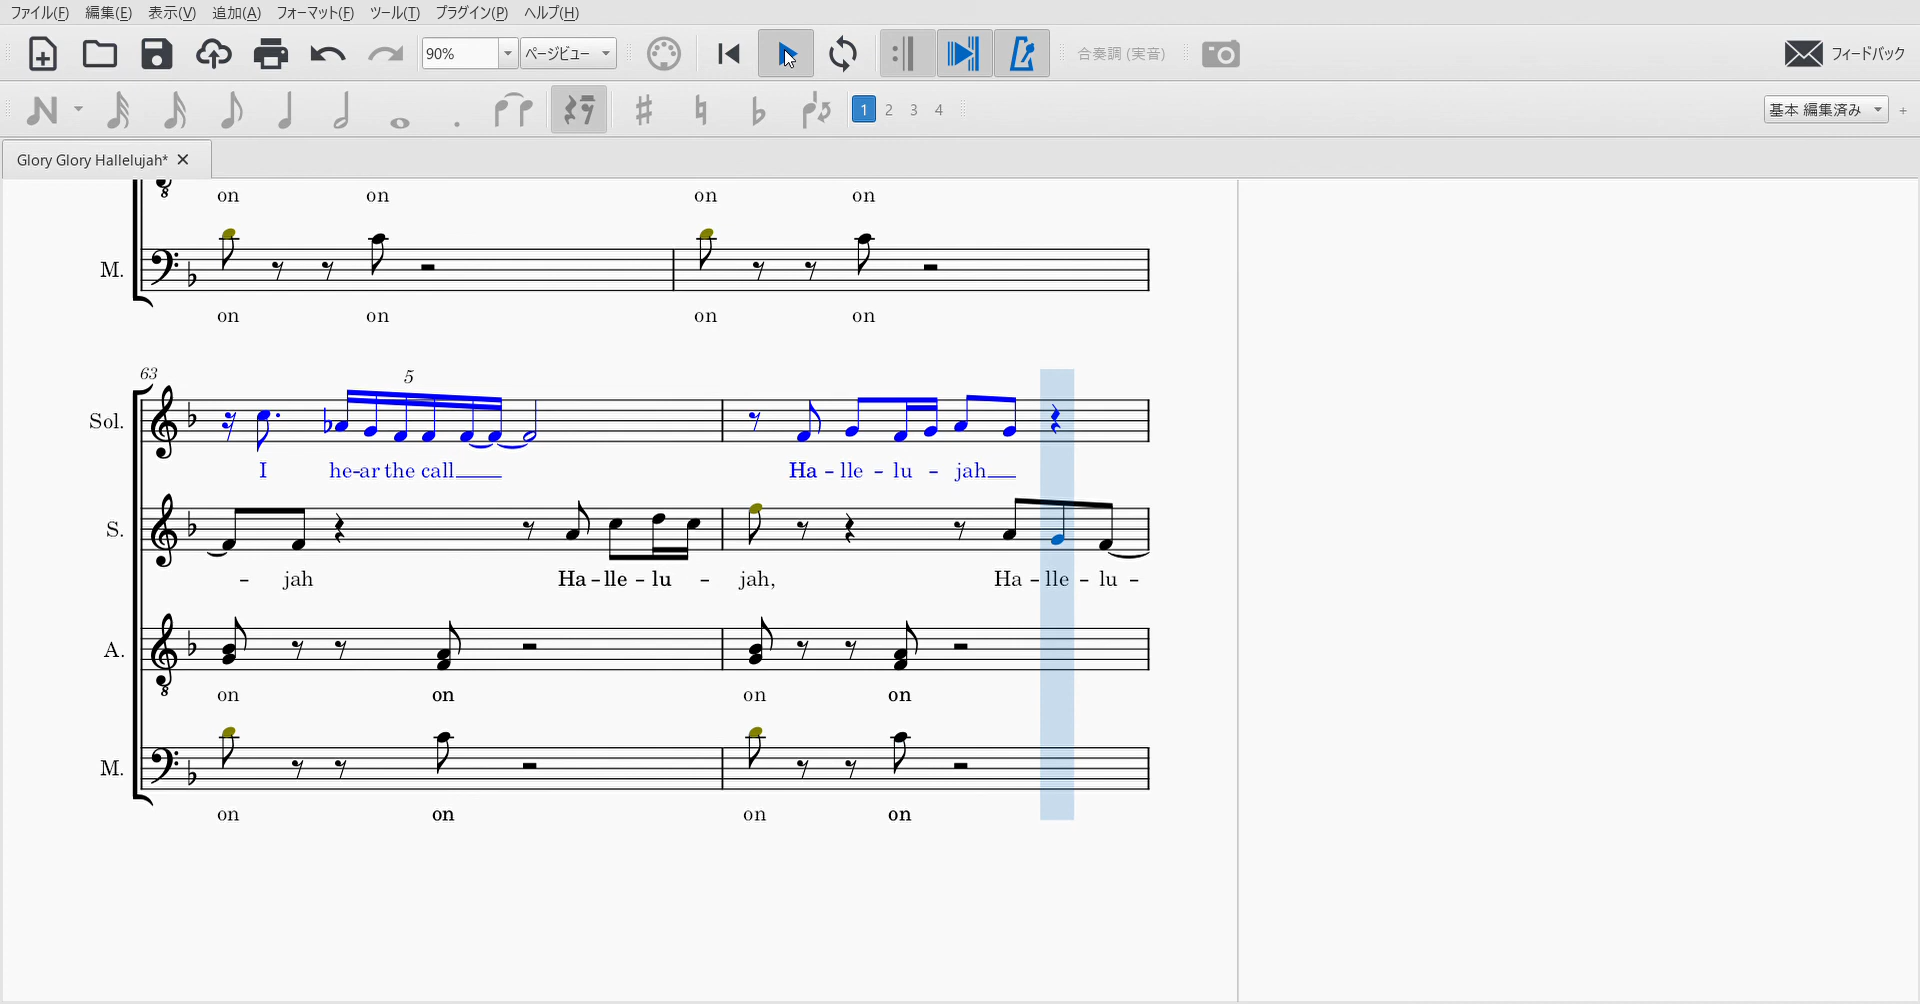 ファイル(F) 編集(E) 表示(V) 追加(A) フォーマット(F) ツール(T) プラグイン(P) ヘルプ(H)
90% ページビュー 合奏調 (実音) フィードバック
1 2 3 4 基本 編集済み +
Glory Glory Hallelujah*
8
on on on on
M.
on on on on
63
5
Sol.
I he-ar the call Ha - lle - lu - jah
S.
- jah Ha - lle - lu - jah, Ha - lle - lu -
A.
8
on on on on
M.
on on on on